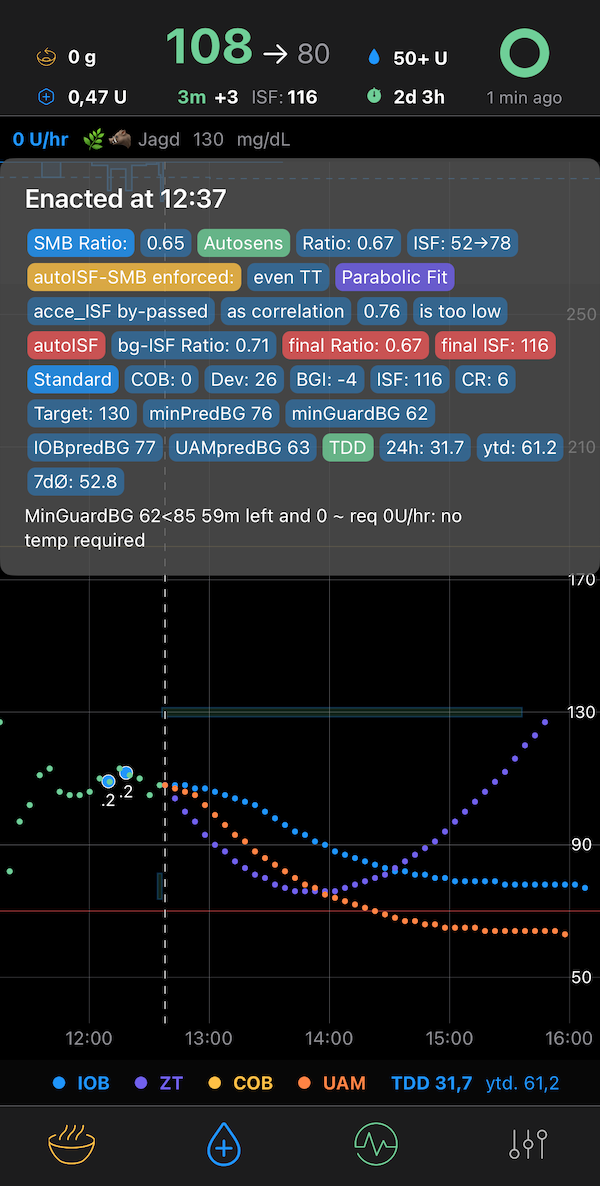 0 g 108 → 80 50+ U
0,47 U 3m +3 ISF: 116 2d 3h 1 min ago
0 U/hr 🌿🐗 Jagd 130 mg/dL
Enacted at 12:37
SMB Ratio: 0.65 Autosens Ratio: 0.67 ISF: 52→78
autoISF-SMB enforced: even TT Parabolic Fit
acce_ISF by-passed as correlation 0.76 is too low
250
autoISF bg-ISF Ratio: 0.71 final Ratio: 0.67 final ISF: 116
Standard COB: 0 Dev: 26 BGI: -4 ISF: 116 CR: 6
Target: 130 minPredBG 76 minGuardBG 62
IOBpredBG 77 UAMpredBG 63 TDD 24h: 31.7 ytd: 61.2
210
7dØ: 52.8
MinGuardBG 62<85 59m left and 0 ~ req 0U/hr: no
temp required
170
130
.2 .2
90
50
12:00 13:00 14:00 15:00 16:00
IOB ZT COB UAM TDD 31,7 ytd. 61,2